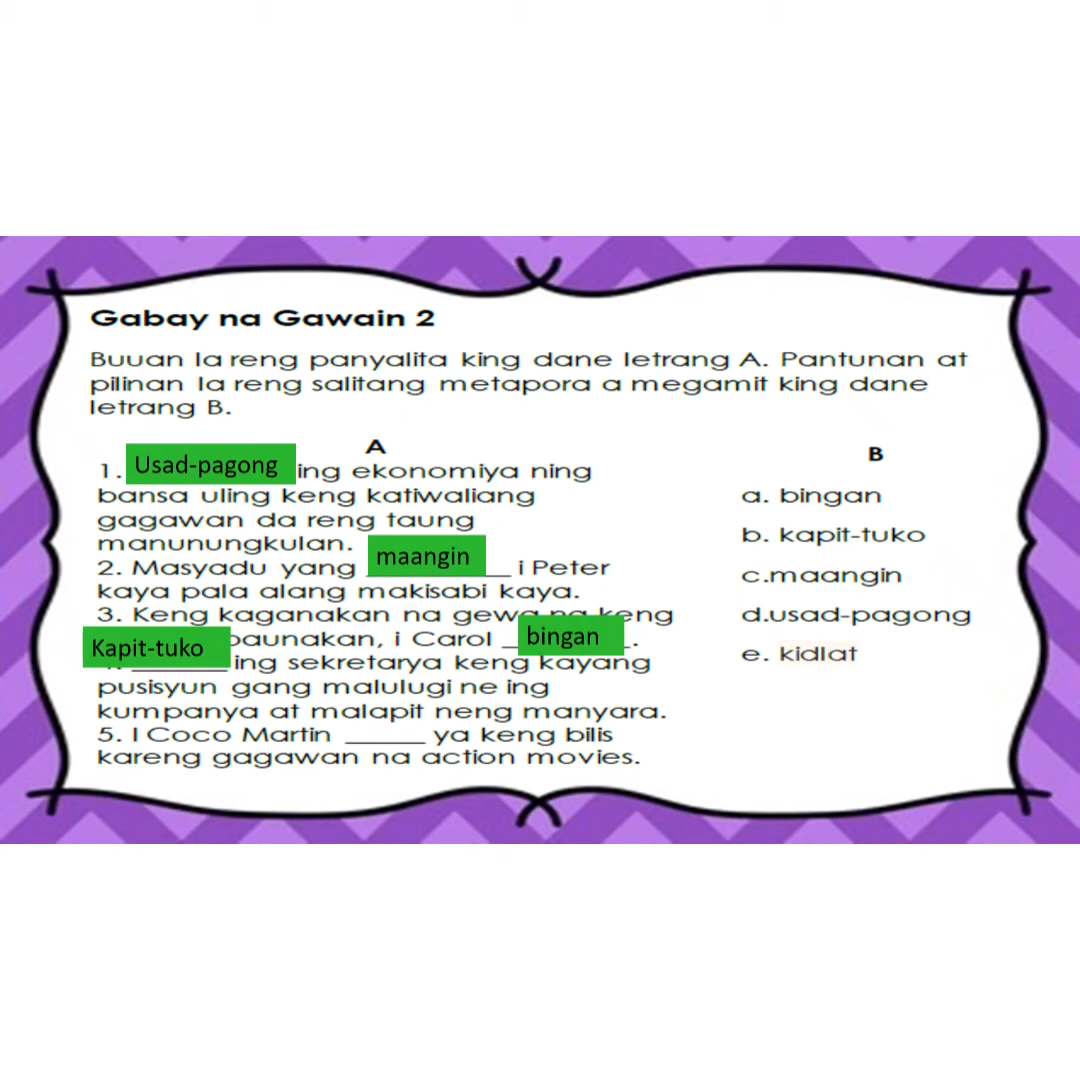 Gabay na Gawain 2
Buuan la reng panyalita king dane letrang A. Pantunan at
pilinan la reng salitang metapora a megamit king dane
letrang B.
A
1. Usad-pagong ing ekonomiya ning
bansa uling keng katiwaliang
gagawan da reng taung
manunungkulan.
2. Masyadu yang maangin ___ i Peter
kaya pala alang makisabi kaya.
3. Keng kaganakan na gewa na keng
paunakan, i Carol _ bingan _.
Kapit-tuko ______ ing sekretarya keng kayang
pusisyun gang malulugi ne ing
kumpanya at malapit neng manyara.
5. I Coco Martin ______ ya keng bilis
kareng gagawan na action movies.
B
a. bingan
b. kapit-tuko
c.maangin
d.usad-pagong
e. kidlat